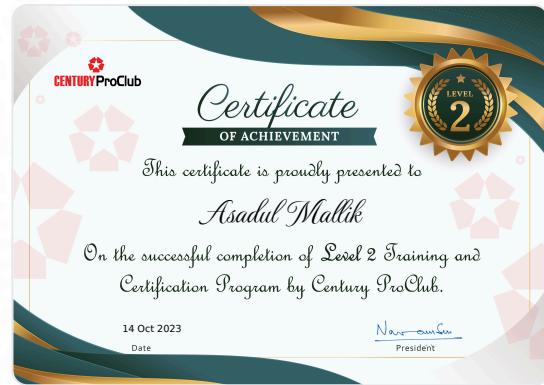 CENTURY ProClub
Certificate
OF ACHIEVEMENT
LEVEL
2
This certificate is proudly presented to
Asadul Mallik
On the successful completion of Level 2 Training and
Certification Program by Century ProClub.
14 Oct 2023
Date
President